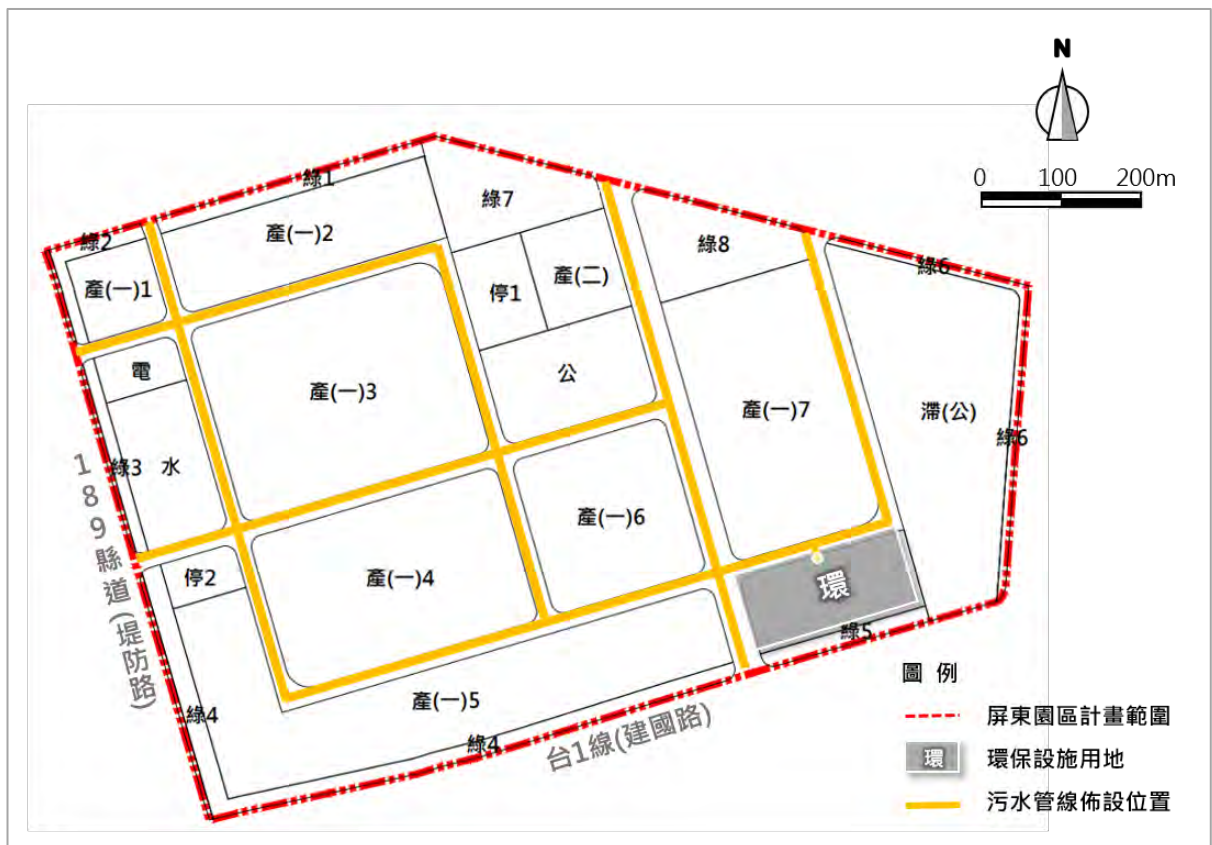 N
0 100 200m
綠1
綠7
產(一)2
綠2
綠8
綠6
產(一)1
停1
產(二)
電
公
產(一)3
產(一)7
滯(公)
綠6
綠3
水
189縣道(堤防路)
產(一)6
停2
產(一)4
環
綠5
圖 例
產(一)5
綠4
綠4
台1線(建國路)
屏東園區計畫範圍
環 環保設施用地
污水管線佈設位置